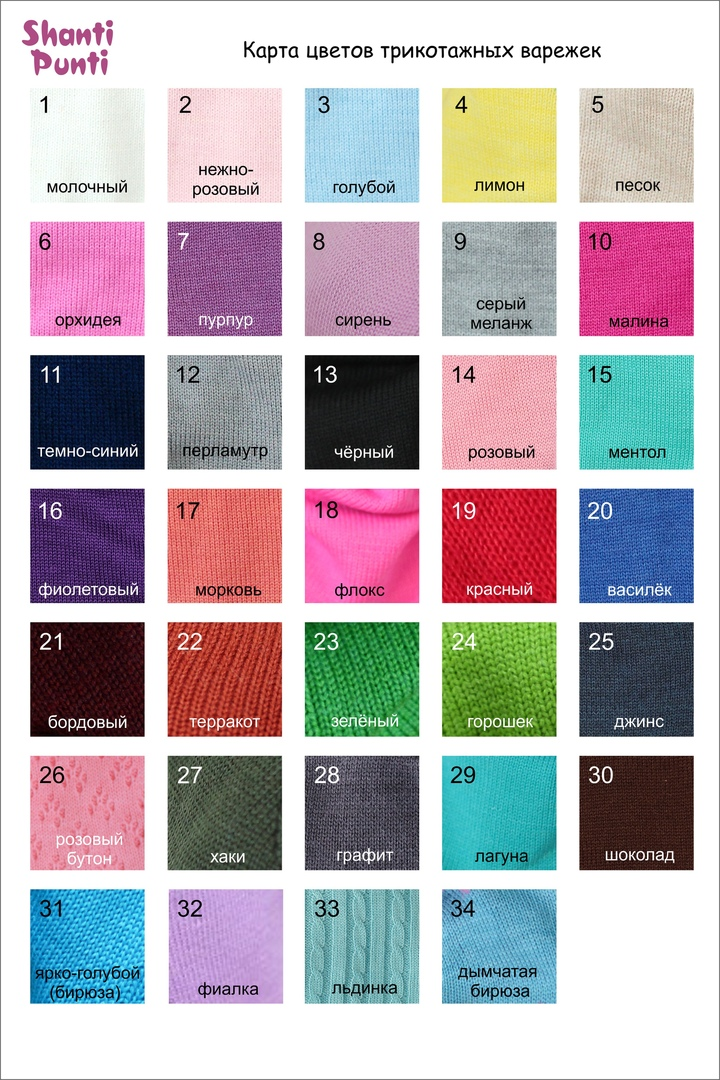 Shanti
Punti
Карта цветов трикотажных варежек
1
молочный
2
нежно-
розовый
3
голубой
4
лимон
5
песок
6
орхидея
7
пурпур
8
сирень
9
серый
меланж
10
малина
11
темно-синий
12
перламутр
13
чёрный
14
розовый
15
ментол
16
фиолетовый
17
морковь
18
флокс
19
красный
20
василёк
21
бордовый
22
терракот
23
зелёный
24
горошек
25
джинс
26
розовый
бутон
27
хаки
28
графит
29
лагуна
30
шоколад
31
ярко-голубой
(бирюза)
32
фиалка
33
льдинка
34
дымчатая
бирюза